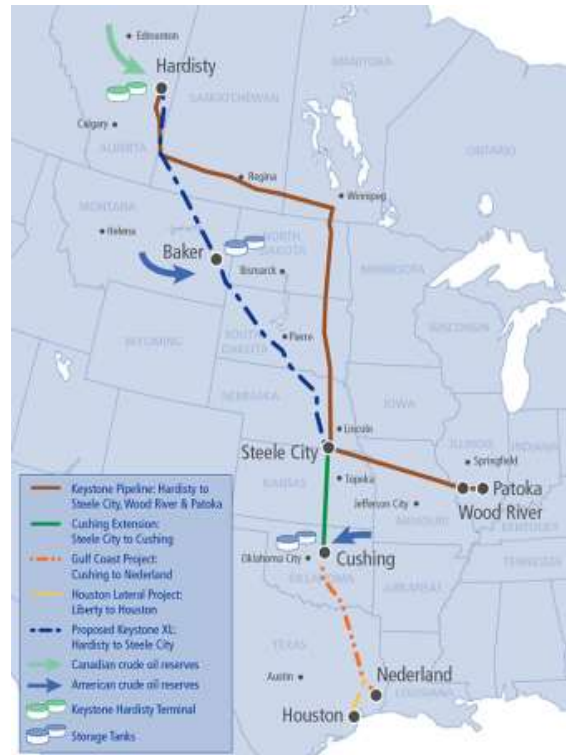 Edmonton
Hardisty
MANITOBA
SASKATCHEWAN
Calgary
ALBERTA
ONTARIO
Regina
Winnipeg
MONTANA
Helena
NORTH
DAKOTA
Baker
Bismarck
MINNESOTA
WISCONSIN
WYOMING
SOUTH
DAKOTA
Pierre
NEBRASKA
IOWA
Lincoln
Steele City
ILLINOIS
INDIANA
Springfield
KANSAS
Topeka
Patoka
Jefferson City
MISSOURI
Wood River
KENTUCKY
Oklahoma City
Cushing
OKLAHOMA
TENNESSEE
ARKANSAS
TEXAS
Austin
Nederland
LOUISIANA
Houston
Keystone Pipeline: Hardisty to
Steele City, Wood River & Patoka
Cushing Extension:
Steele City to Cushing
Gulf Coast Project:
Cushing to Nederland
Houston Lateral Project:
Liberty to Houston
Proposed Keystone XL:
Hardisty to Steele City
Canadian crude oil reserves
American crude oil reserves
Keystone Hardisty Terminal
Storage Tanks